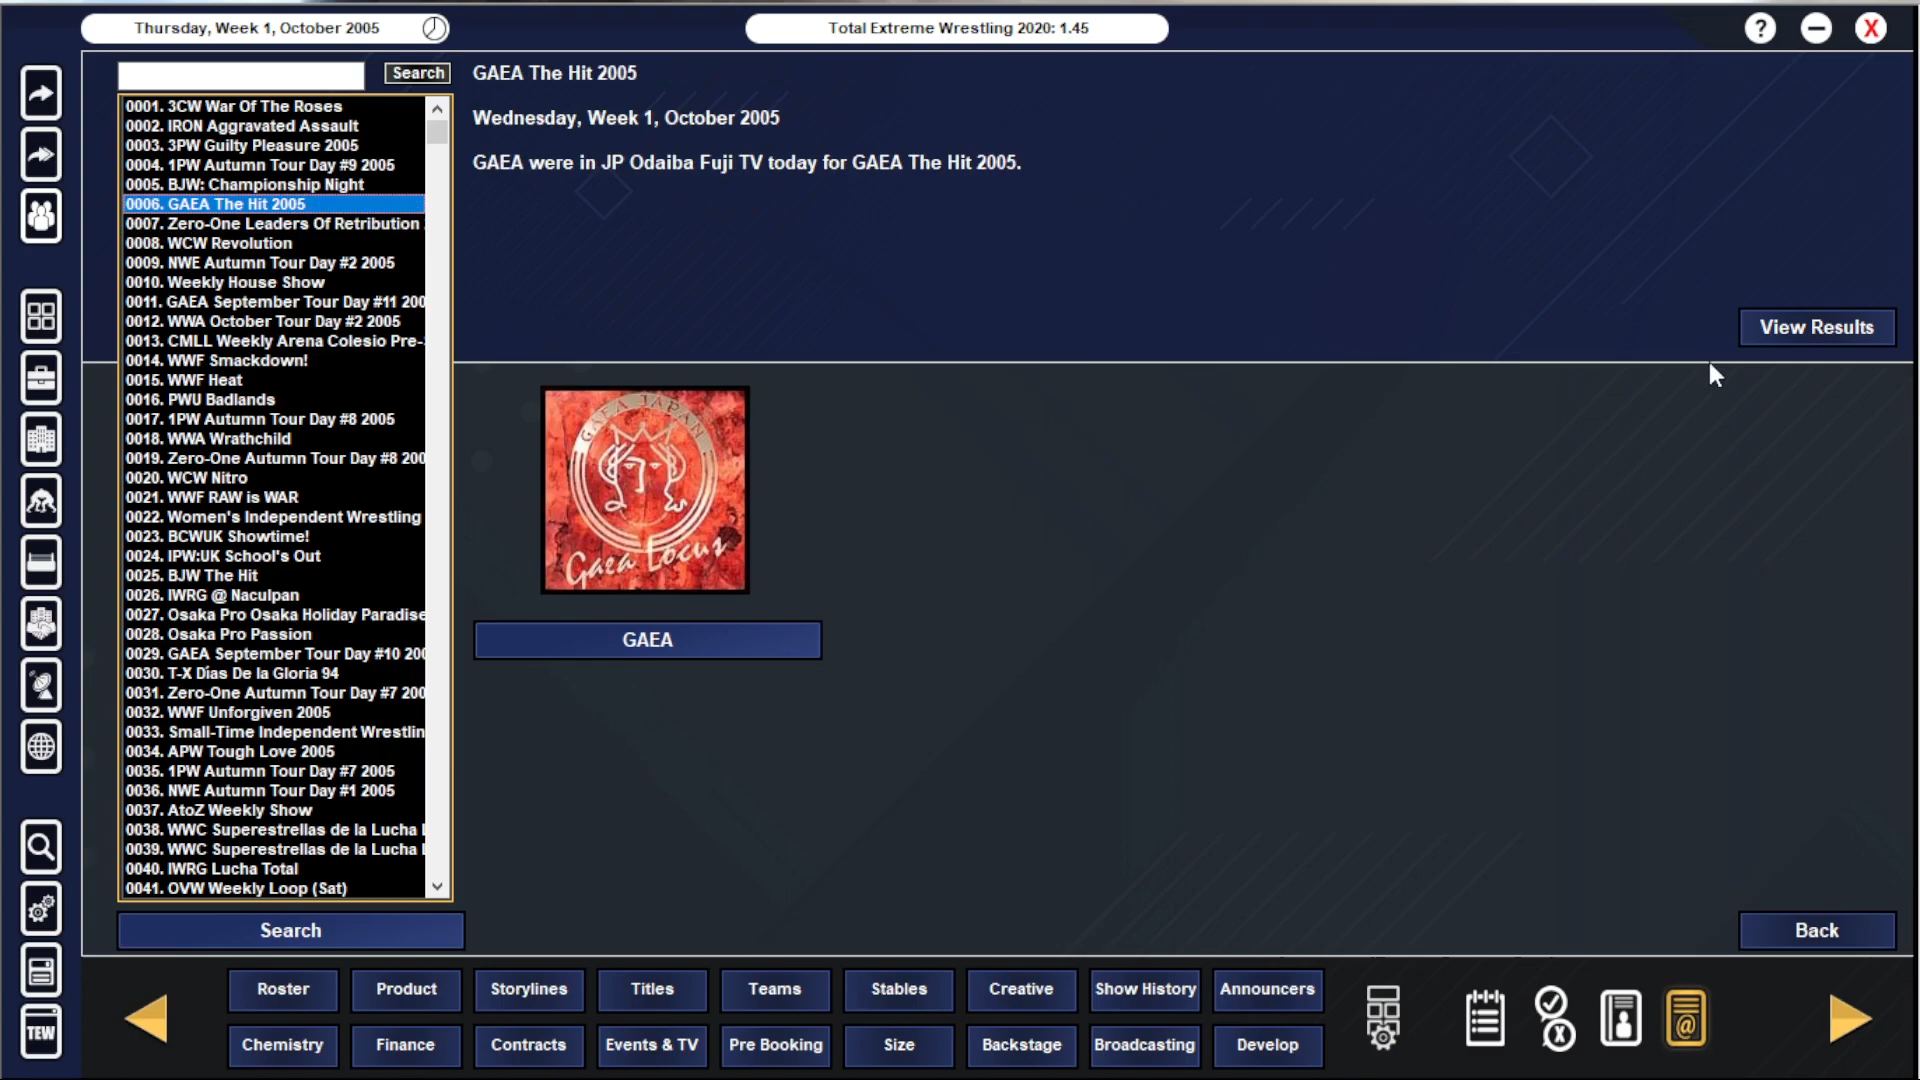 Thursday, Week 1, October 2005
Total Extreme Wrestling 2020: 1.45
?
X
Search
GAEA The Hit 2005
Wednesday, Week 1, October 2005
GAEA were in JP Odaiba Fuji TV today for GAEA The Hit 2005.
0001. 3CW War Of The Roses
0002. IRON Aggravated Assault
0003. 3PW Guilty Pleasure 2005
0004. 1PW Autumn Tour Day #9 2005
0005. BJW: Championship Night
0006. GAEA The Hit 2005
0007. Zero-One Leaders Of Retribution
0008. WCW Revolution
0009. NWE Autumn Tour Day #2 2005
0010. Weekly House Show
0011. GAEA September Tour Day #11 200
0012. WWA October Tour Day #2 2005
0013. CMLL Weekly Arena Colesio Pre-
0014. WWF Smackdown!
0015. WWF Heat
0016. PWU Badlands
0017. 1PW Autumn Tour Day #8 2005
0018. WWA Wrathchild
0019. Zero-One Autumn Tour Day #8 200
0020. WCW Nitro
0021. WWF RAW is WAR
0022. Women's Independent Wrestling
0023. BCWUK Showtime!
0024. IPW:UK School's Out
0025. BJW The Hit
0026. IWRG @ Naculpan
0027. Osaka Pro Osaka Holiday Paradise
0028. Osaka Pro Passion
0029. GAEA September Tour Day #10 200
0030. T-X Días De la Gloria 94
0031. Zero-One Autumn Tour Day #7 200
0032. WWF Unforgiven 2005
0033. Small-Time Independent Wrestlin
0034. APW Tough Love 2005
0035. 1PW Autumn Tour Day #7 2005
0036. NWE Autumn Tour Day #1 2005
0037. AtoZ Weekly Show
0038. WWC Superestrellas de la Lucha
0039. WWC Superestrellas de la Lucha
0040. IWRG Lucha Total
0041. OVW Weekly Loop (Sat)
View Results
GAEA JAPAN
Gaea Locus
GAEA
Search
Back
TEW
Roster
Product
Storylines
Titles
Teams
Stables
Creative
Show History
Announcers
Chemistry
Finance
Contracts
Events & TV
Pre Booking
Size
Backstage
Broadcasting
Develop
X
@